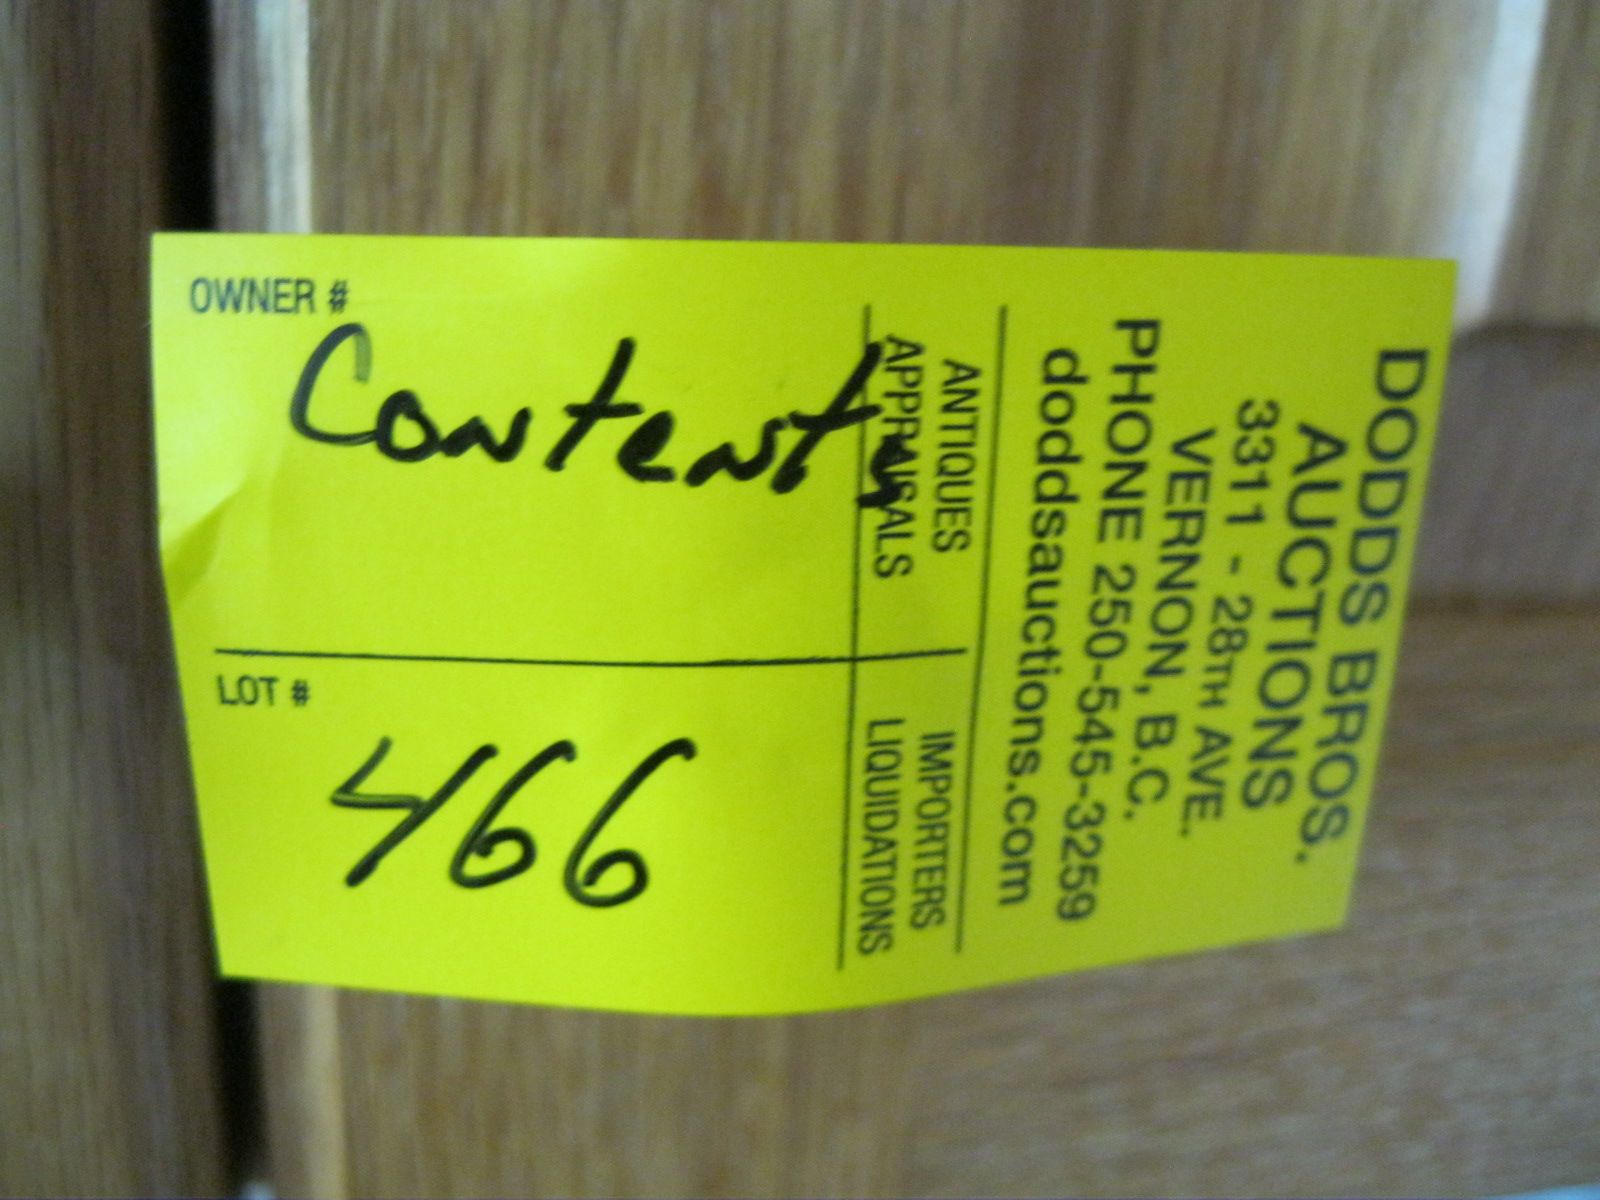 OWNER #
Contents
LOT #
466
ANTIQUES
APPRAISALS
IMPORTERS
LIQUIDATIONS
DODDS BROS.
AUCTIONS
3311 - 28TH AVE.
VERNON, B.C.
PHONE 250-545-3259
doddsauctions.com